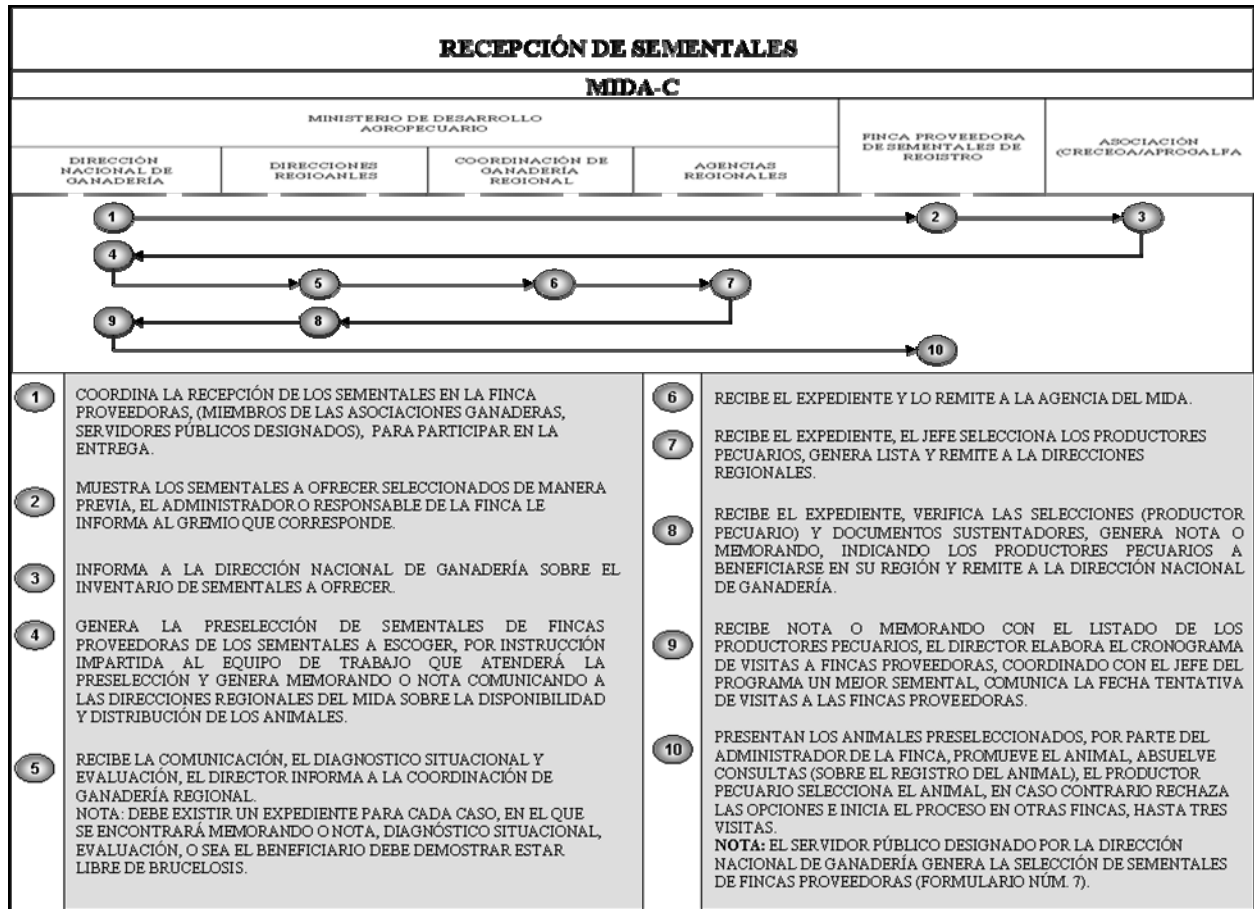 RECEPCIÓN DE SEMENTALES
MIDA-C
MINISTERIO DE DESARROLLO
AGROPECUARIO
FINCA PROVEEDORA
DE SEMENTALES DE
REGISTRO
ASOCIACIÓN
(CRECEGA/APROGALFA
DIRECCIÓN
NACIONAL DE
GANADERÍA
DIRECCIONES
REGIOANLES
COORDINACIÓN DE
GANADERÍA
REGIONAL
AGENCIAS
REGIONALES
1
2
3
4
5
6
7
9
8
10
1
COORDINA LA RECEPCIÓN DE LOS SEMENTALES EN LA FINCA
PROVEEDORAS, (MIEMBROS DE LAS ASOCIACIONES GANADERAS,
SERVIDORES PÚBLICOS DESIGNADOS), PARA PARTICIPAR EN LA
ENTREGA.
2
MUESTRA LOS SEMENTALES A OFRECER SELECCIONADOS DE MANERA
PREVIA, EL ADMINISTRADOR O RESPONSABLE DE LA FINCA LE
INFORMA AL GREMIO QUE CORRESPONDE.
3
INFORMA A LA DIRECCIÓN NACIONAL DE GANADERÍA SOBRE EL
INVENTARIO DE SEMENTALES A OFRECER.
4
GENERA LA PRESELECCIÓN DE SEMENTALES DE FINCAS
PROVEEDORAS DE LOS SEMENTALES A ESCOGER, POR INSTRUCCIÓN
IMPARTIDA AL EQUIPO DE TRABAJO QUE ATENDERÁ LA
PRESELECCIÓN Y GENERA MEMORANDO O NOTA COMUNICANDO A
LAS DIRECCIONES REGIONALES DEL MIDA SOBRE LA DISPONIBILIDAD
Y DISTRIBUCIÓN DE LOS ANIMALES.
5
RECIBE LA COMUNICACIÓN, EL DIAGNOSTICO SITUACIONAL Y
EVALUACIÓN, EL DIRECTOR INFORMA A LA COORDINACIÓN DE
GANADERÍA REGIONAL.
NOTA: DEBE EXISTIR UN EXPEDIENTE PARA CADA CASO, EN EL QUE
SE ENCONTRARÁ MEMORANDO O NOTA, DIAGNÓSTICO SITUACIONAL,
EVALUACIÓN, O SEA EL BENEFICIARIO DEBE DEMOSTRAR ESTAR
LIBRE DE BRUCELOSIS.
6
RECIBE EL EXPEDIENTE Y LO REMITE A LA AGENCIA DEL MIDA.
7
RECIBE EL EXPEDIENTE, EL JEFE SELECCIONA LOS PRODUCTORES
PECUARIOS, GENERA LISTA Y REMITE A LA DIRECCIONES
REGIONALES.
8
RECIBE EL EXPEDIENTE, VERIFICA LAS SELECCIONES (PRODUCTOR
PECUARIO) Y DOCUMENTOS SUSTENTADORES, GENERA NOTA O
MEMORANDO, INDICANDO LOS PRODUCTORES PECUARIOS A
BENEFICIARSE EN SU REGIÓN Y REMITE A LA DIRECCIÓN NACIONAL
DE GANADERÍA.
9
RECIBE NOTA O MEMORANDO CON EL LISTADO DE LOS
PRODUCTORES PECUARIOS, EL DIRECTOR ELABORA EL CRONOGRAMA
DE VISITAS A FINCAS PROVEEDORAS, COORDINADO CON EL JEFE DEL
PROGRAMA UN MEJOR SEMENTAL, COMUNICA LA FECHA TENTATIVA
DE VISITAS A LAS FINCAS PROVEEDORAS.
10
PRESENTAN LOS ANIMALES PRESELECCIONADOS, POR PARTE DEL
ADMINISTRADOR DE LA FINCA, PROMUEVE EL ANIMAL, ABSUELVE
CONSULTAS (SOBRE EL REGISTRO DEL ANIMAL), EL PRODUCTOR
PECUARIO SELECCIONA EL ANIMAL, EN CASO CONTRARIO RECHAZA
LAS OPCIONES E INICIA EL PROCESO EN OTRAS FINCAS, HASTA TRES
VISITAS.
NOTA: EL SERVIDOR PÚBLICO DESIGNADO POR LA DIRECCIÓN
NACIONAL DE GANADERÍA GENERA LA SELECCIÓN DE SEMENTALES
DE FINCAS PROVEEDORAS (FORMULARIO NÚM. 7).